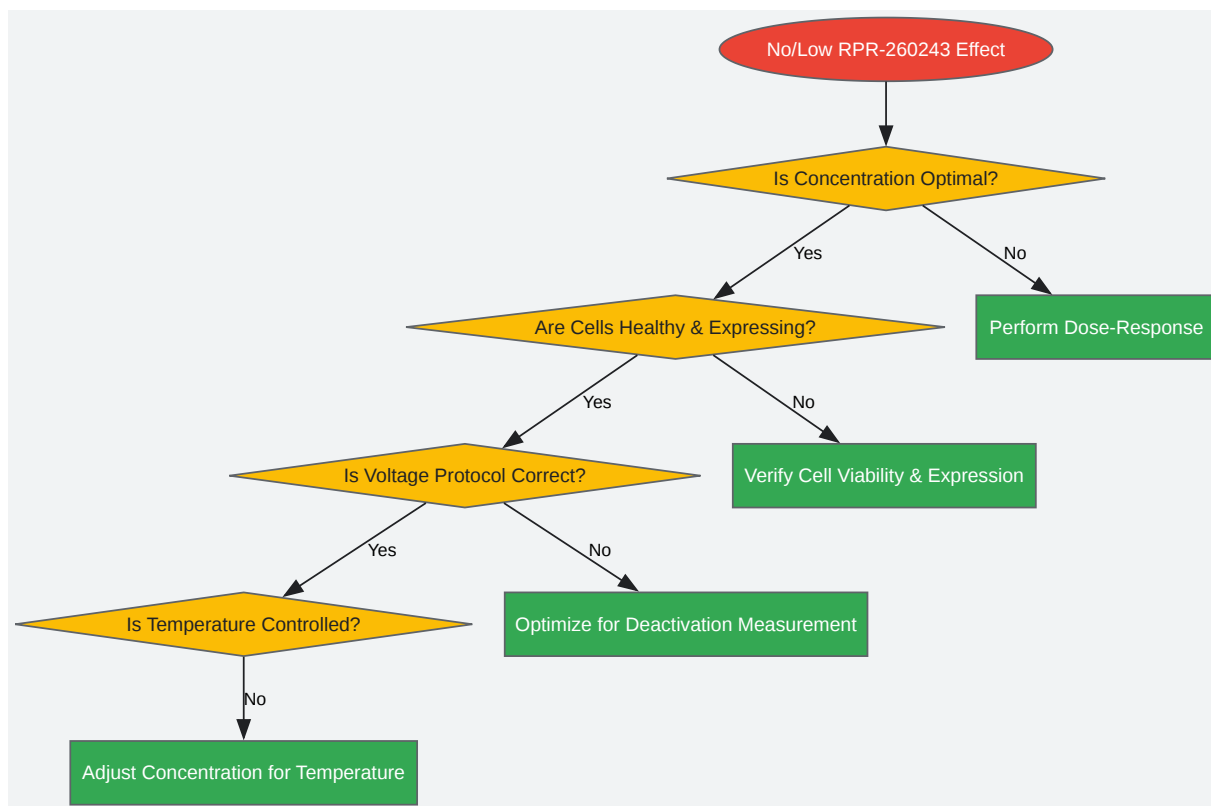 No/Low RPR-260243 Effect
Is Concentration Optimal?
Yes
No
Are Cells Healthy & Expressing?
Perform Dose-Response
Yes
No
Is Voltage Protocol Correct?
Verify Cell Viability & Expression
Yes
No
Is Temperature Controlled?
Optimize for Deactivation Measurement
No
Adjust Concentration for Temperature